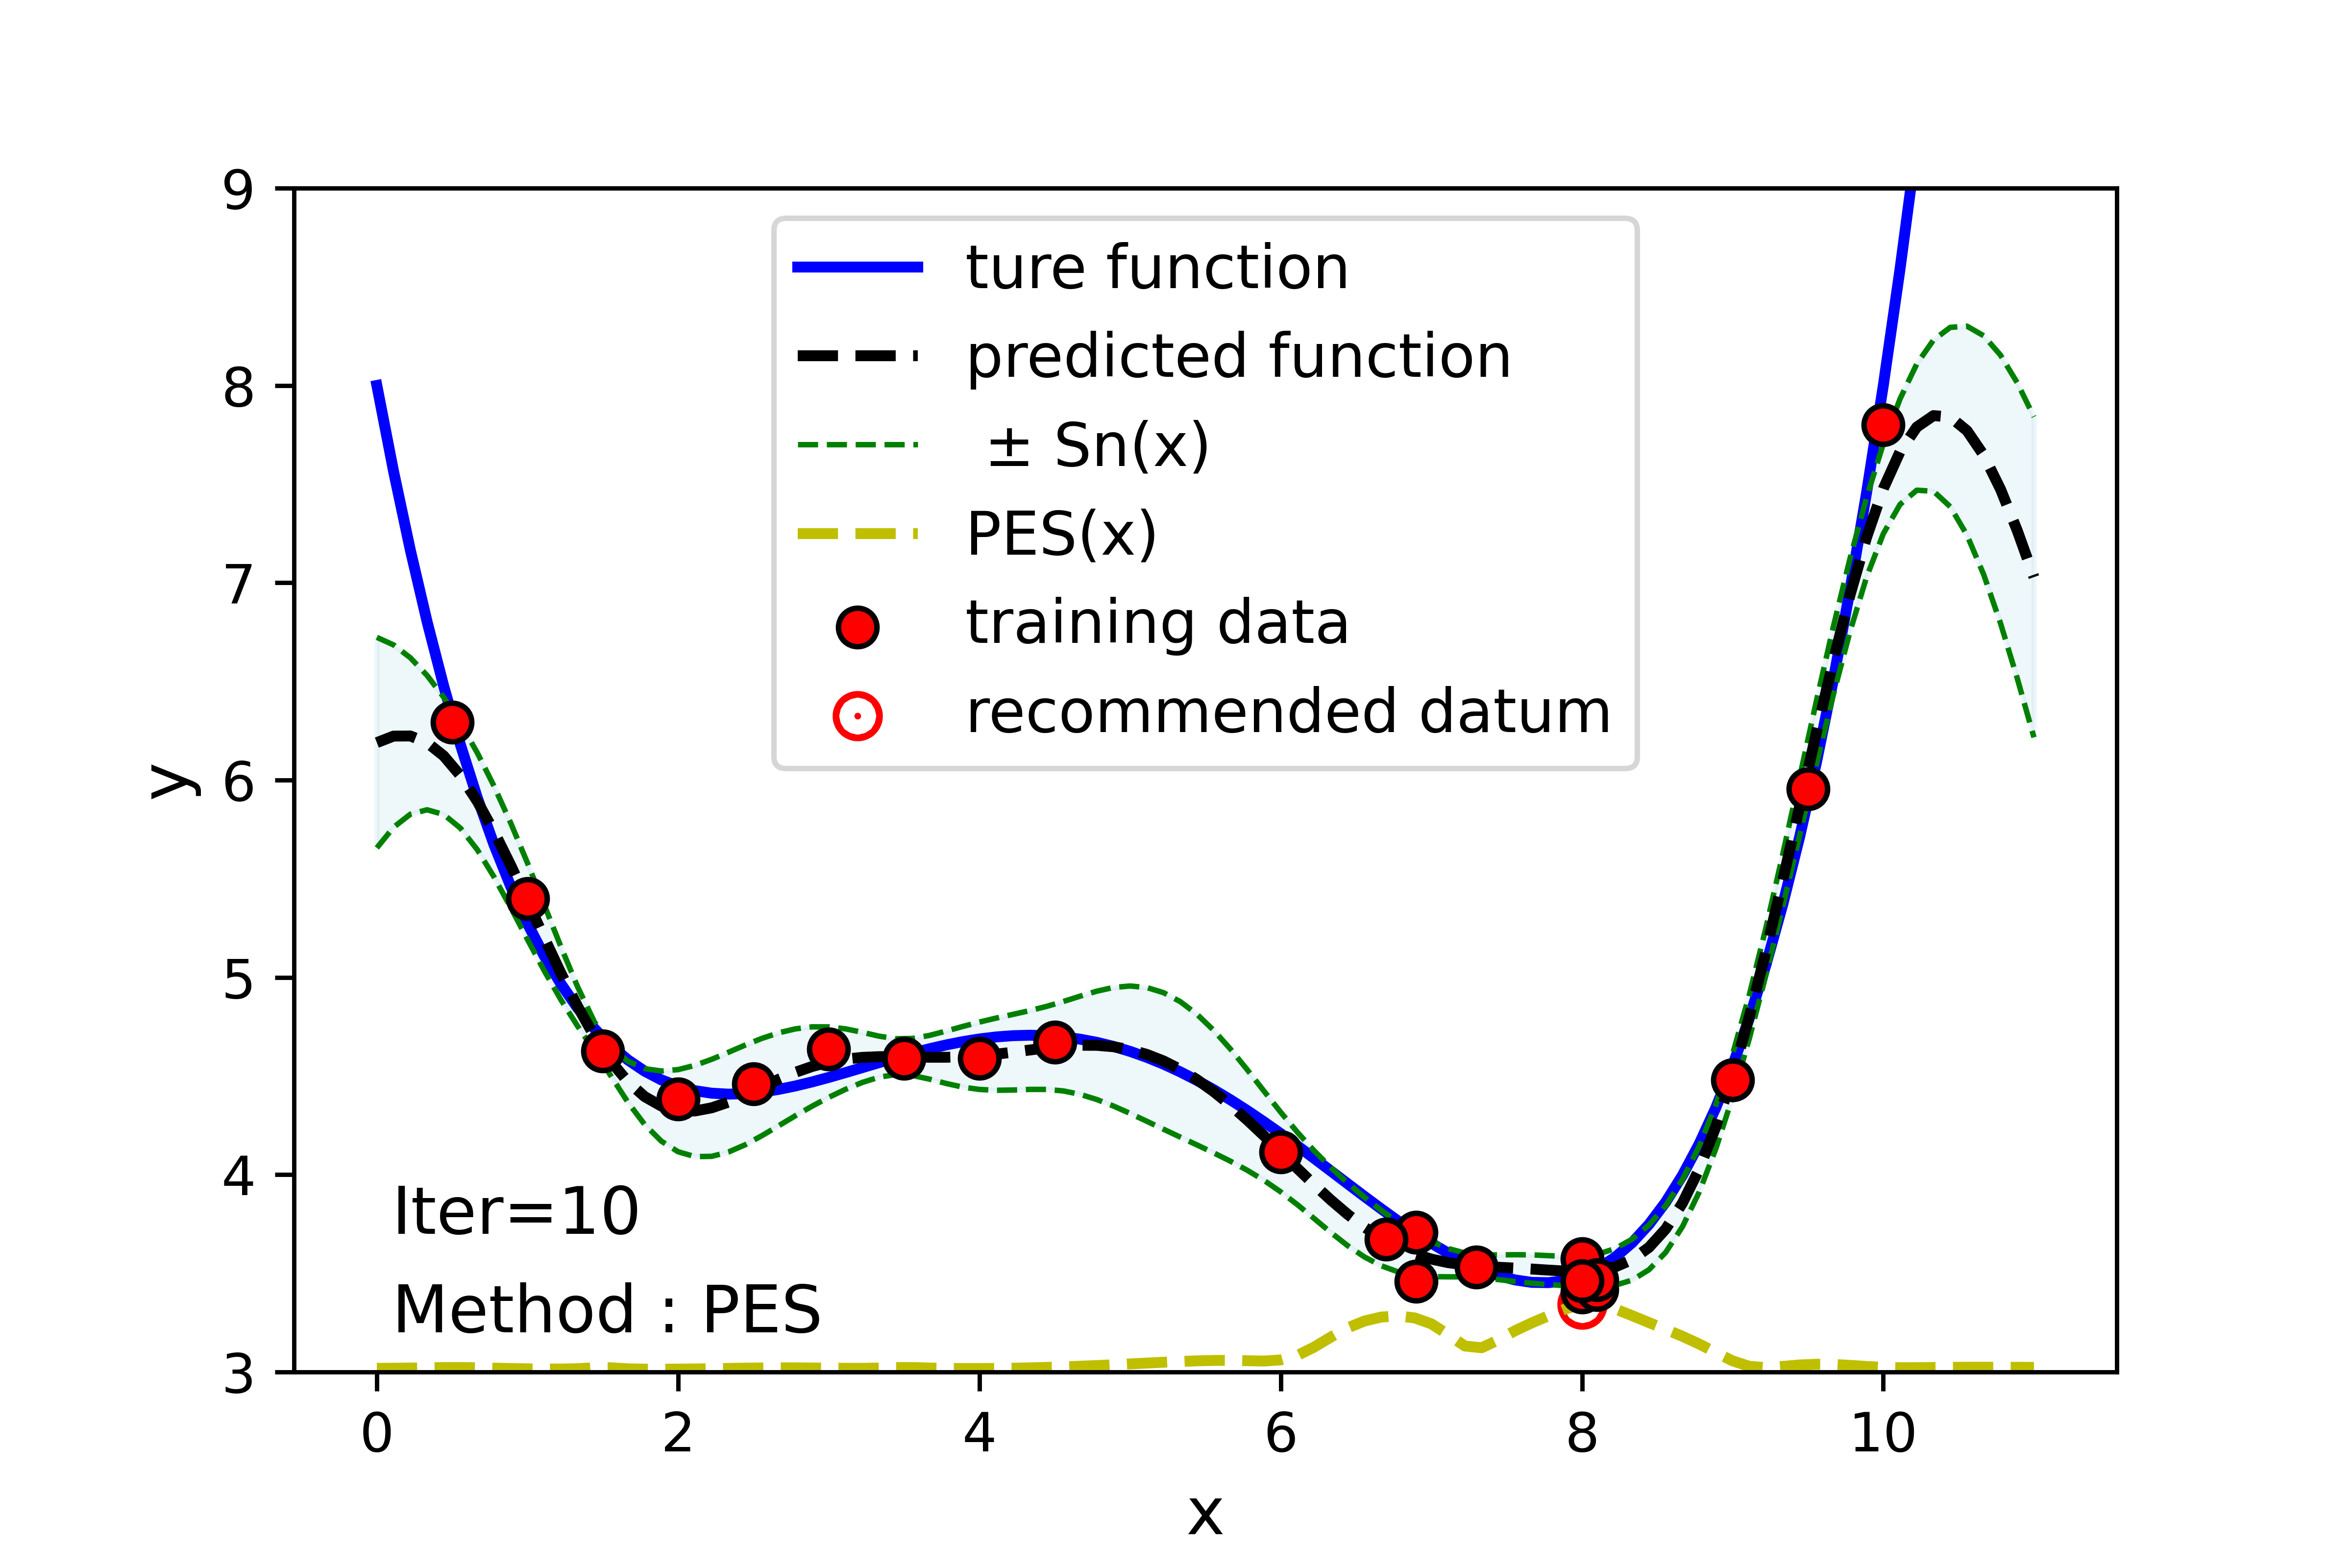 9
8
7
6
5
4
3
y
ture function
predicted function
± Sn(x)
PES(x)
training data
recommended datum
Iter=10
Method : PES
0 2 4 6 8 10
x